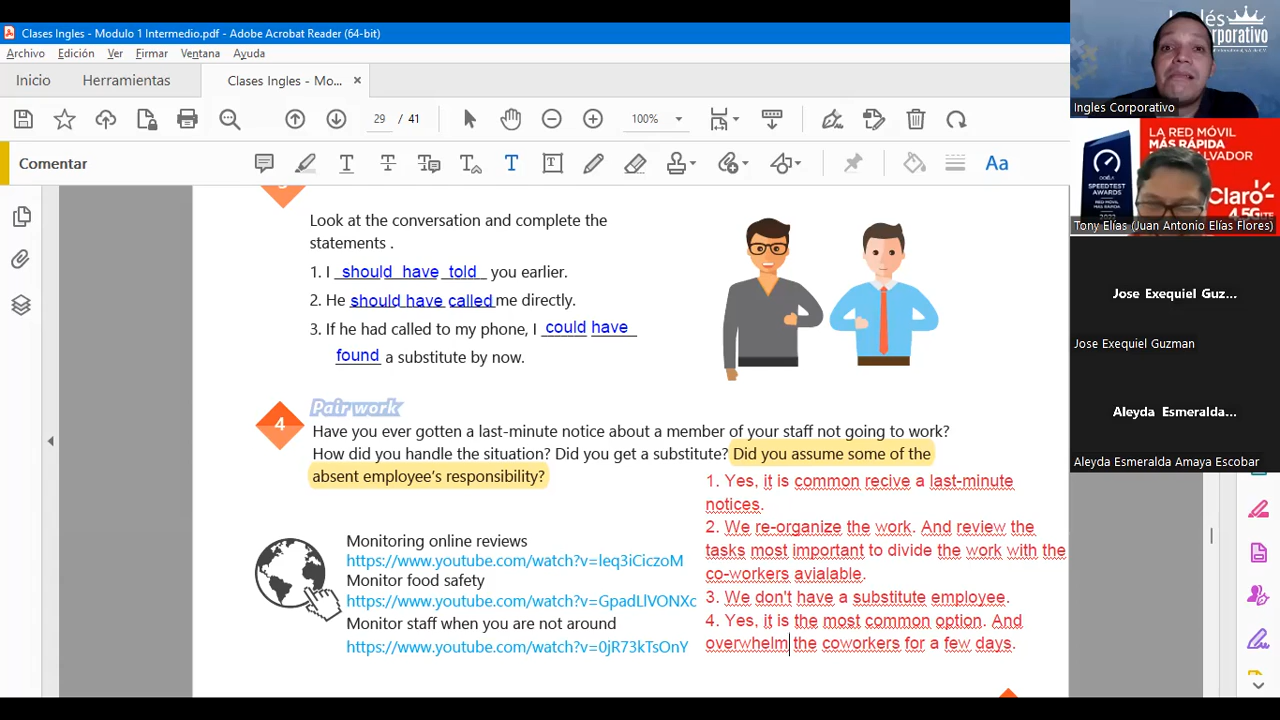 Clases Ingles - Modulo 1 Intermedio.pdf - Adobe Acrobat Reader (64-bit)
Archivo Edición Ver Firmar Ventana Ayuda
Inicio Herramientas Clases Ingles - Mo... ×
29 / 41 100%
Comentar
Look at the conversation and complete the
statements .
1. I should have told you earlier.
2. He should have called me directly.
3. If he had called to my phone, I could have
found a substitute by now.
4
Pair work
Have you ever gotten a last-minute notice about a member of your staff not going to work?
How did you handle the situation? Did you get a substitute? Did you assume some of the
absent employee's responsibility?
1. Yes, it is common recive a last-minute
notices.
2. We re-organize the work. And review the
tasks most important to divide the work with the
co-workers avialable.
3. We don't have a substitute employee.
4. Yes, it is the most common option. And
overwhelm the coworkers for a few days.
Monitoring online reviews
https://www.youtube.com/watch?v=Ieq3iCiczoM
Monitor food safety
https://www.youtube.com/watch?v=GpadLlVONXc
Monitor staff when you are not around
https://www.youtube.com/watch?v=0jR73kTsOnY
Inglés
Corporativo
Ingles Corporativo
LA RED MÓVIL
MÁS RÁPIDA
SPEEDTEST
AWARDS
Claro
4.5G LTE
Tony Elías (Juan Antonio Elías Flores)
Jose Exequiel Guz...
Jose Exequiel Guzman
Aleyda Esmeralda...
Aleyda Esmeralda Amaya Escobar